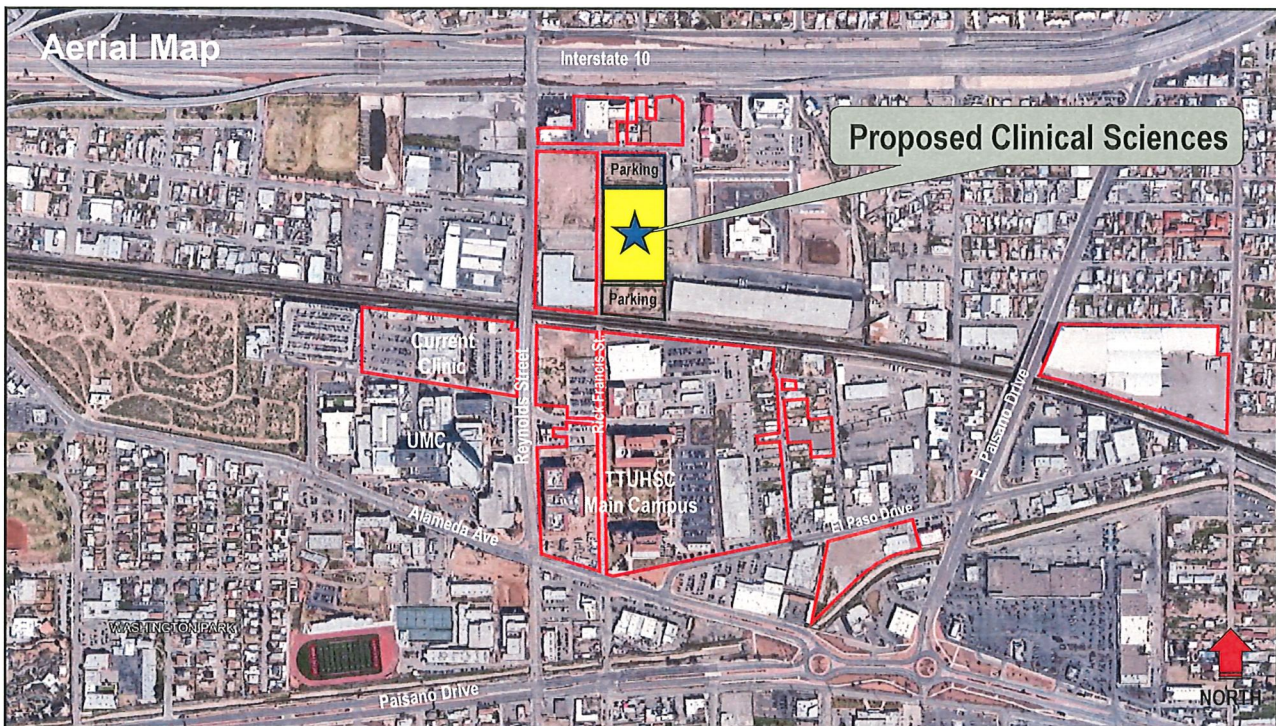 Aerial Map
Interstate 10
Proposed Clinical Sciences
Parking
Parking
Current
Clinic
Reynolds Street
Rick Francis St.
E Paisano Drive
UMC
TTUHSC
Main Campus
Alameda Ave
El Paso Drive
WASHINGTON PARK
Paisano Drive
NORTH